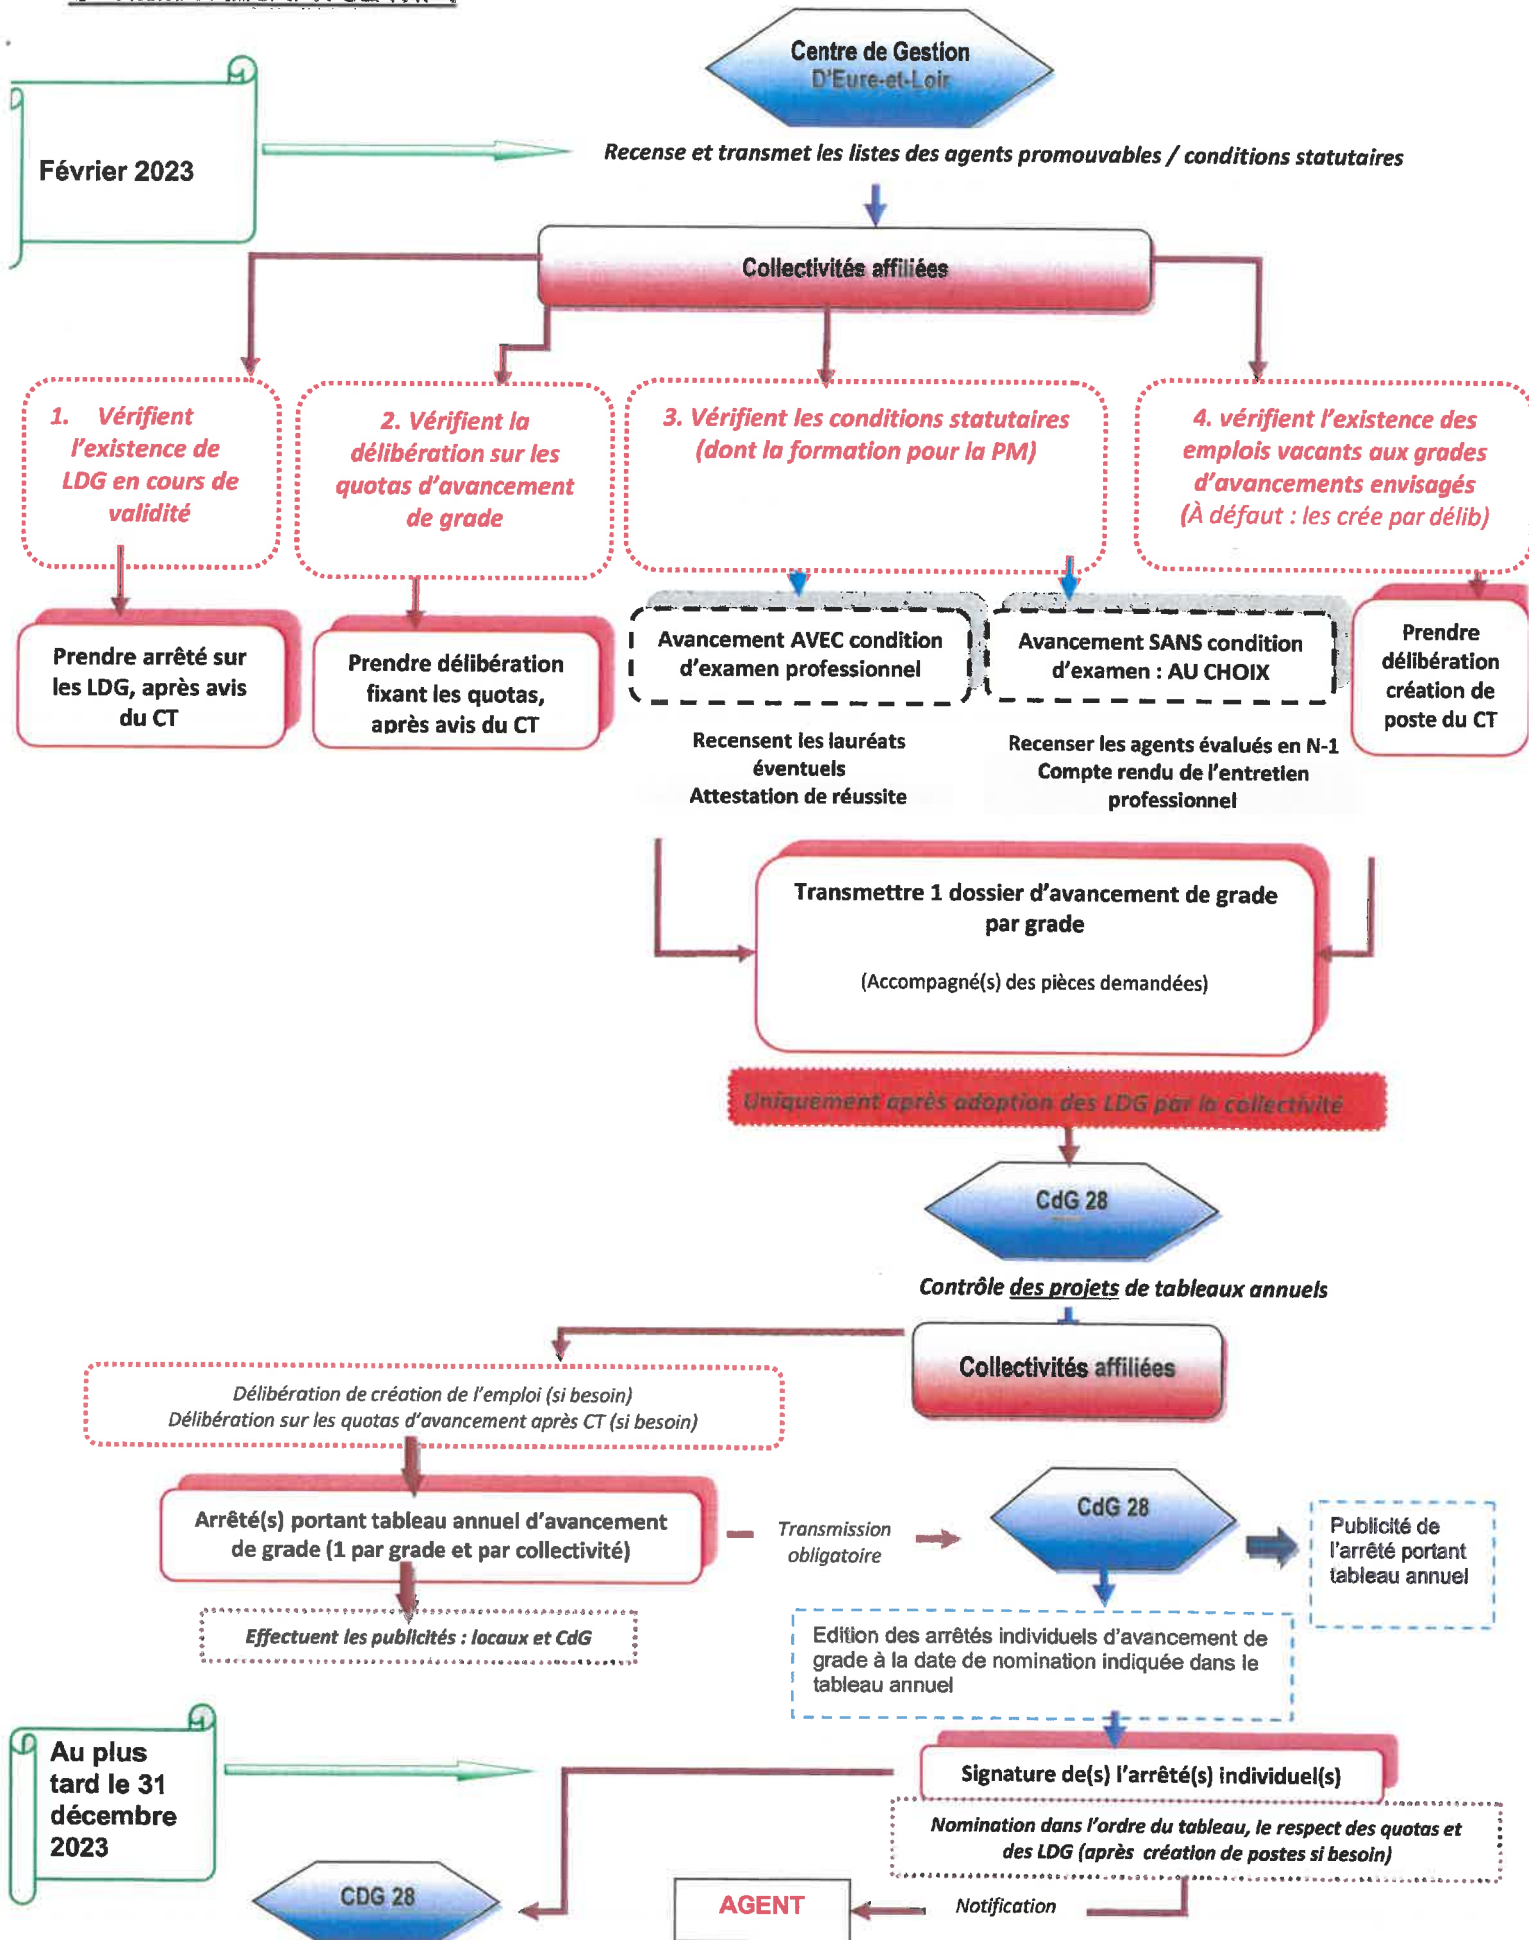 Centre de Gestion
D'Eure-et-Loir
Février 2023
Recense et transmet les listes des agents promouvables / conditions statutaires
Collectivités affiliées
1. Vérifient
l'existence de
LDG en cours de
validité
2. Vérifient la
délibération sur les
quotas d'avancement
de grade
3. Vérifient les conditions statutaires
(dont la formation pour la PM)
4. vérifient l'existence des
emplois vacants aux grades
d'avancements envisagés
(À défaut : les crée par délib)
Prendre arrêté sur
les LDG, après avis
du CT
Prendre délibération
fixant les quotas,
après avis du CT
Avancement AVEC condition
d'examen professionnel
Avancement SANS condition
d'examen : AU CHOIX
Prendre
délibération
création de
poste du CT
Recensent les lauréats
éventuels
Attestation de réussite
Recenser les agents évalués en N-1
Compte rendu de l'entretien
professionnel
Transmettre 1 dossier d'avancement de grade
par grade
(Accompagné(s) des pièces demandées)
Uniquement après adoption des LDG par la collectivité
CdG 28
Contrôle des projets de tableaux annuels
Collectivités affiliées
Délibération de création de l'emploi (si besoin)
Délibération sur les quotas d'avancement après CT (si besoin)
Arrêté(s) portant tableau annuel d'avancement
de grade (1 par grade et par collectivité)
Transmission
obligatoire
CdG 28
Publicité de
l'arrêté portant
tableau annuel
Effectuent les publicités : locaux et CdG
Edition des arrêtés individuels d'avancement de
grade à la date de nomination indiquée dans le
tableau annuel
Au plus
tard le 31
décembre
2023
Signature de(s) l'arrêté(s) individuel(s)
Nomination dans l'ordre du tableau, le respect des quotas et
des LDG (après création de postes si besoin)
CDG 28
AGENT
Notification